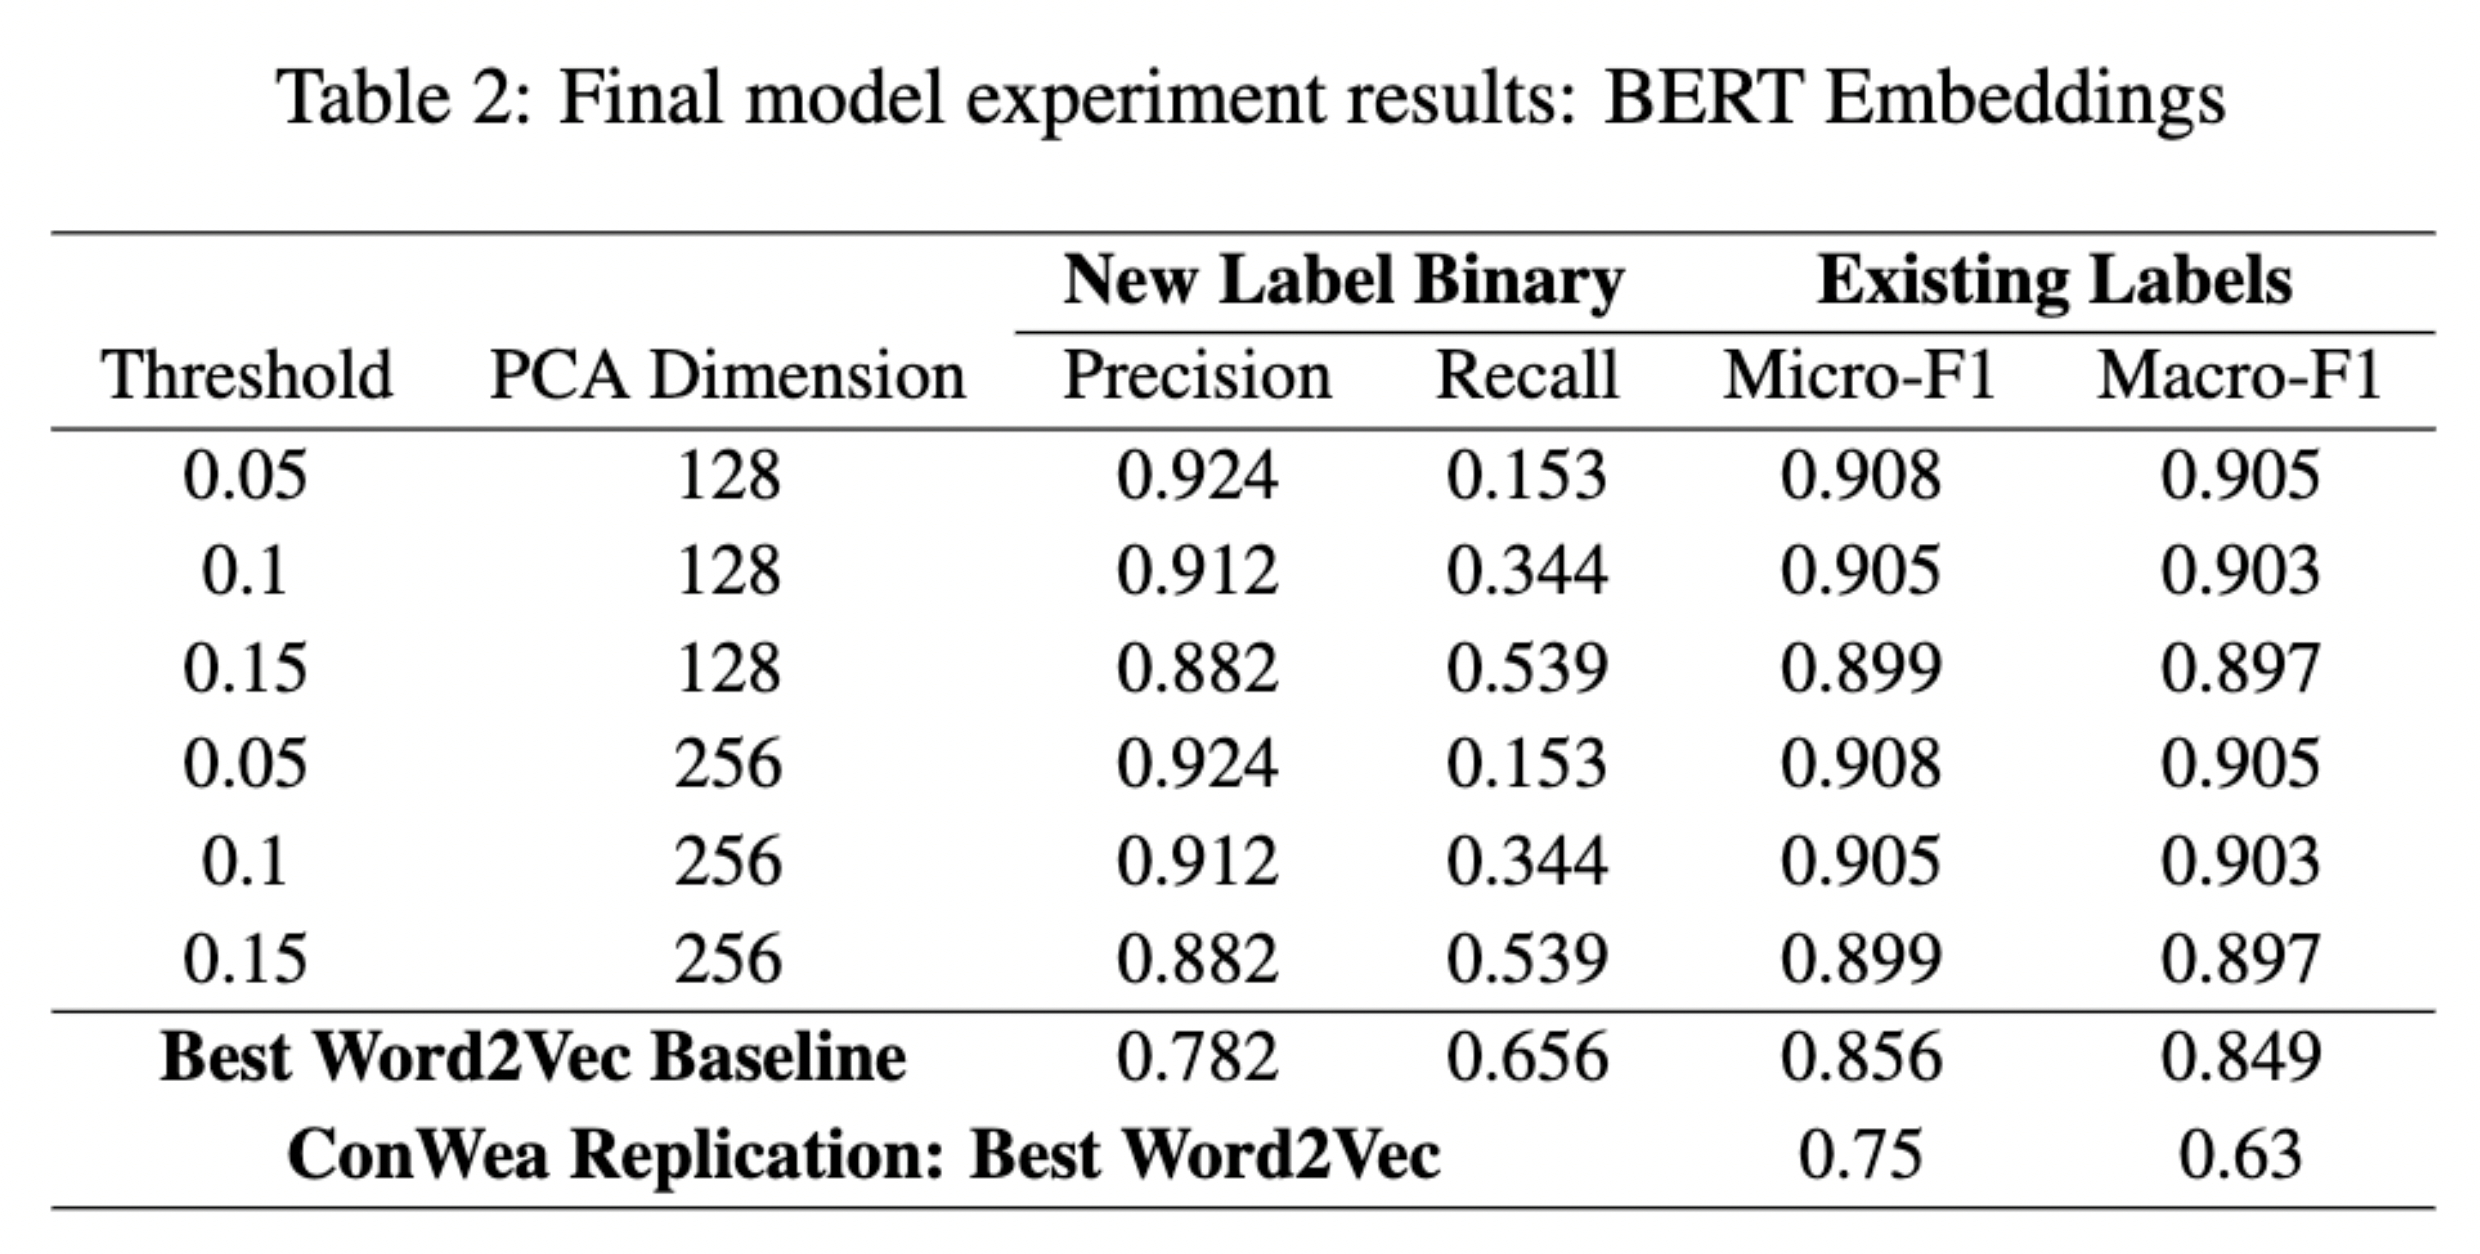 Table 2: Final model experiment results: BERT Embeddings
New Label Binary Existing Labels
Threshold PCA Dimension Precision Recall Micro-F1 Macro-F1
0.05 128 0.924 0.153 0.908 0.905
0.1 128 0.912 0.344 0.905 0.903
0.15 128 0.882 0.539 0.899 0.897
0.05 256 0.924 0.153 0.908 0.905
0.1 256 0.912 0.344 0.905 0.903
0.15 256 0.882 0.539 0.899 0.897
Best Word2Vec Baseline 0.782 0.656 0.856 0.849
ConWea Replication: Best Word2Vec 0.75 0.63